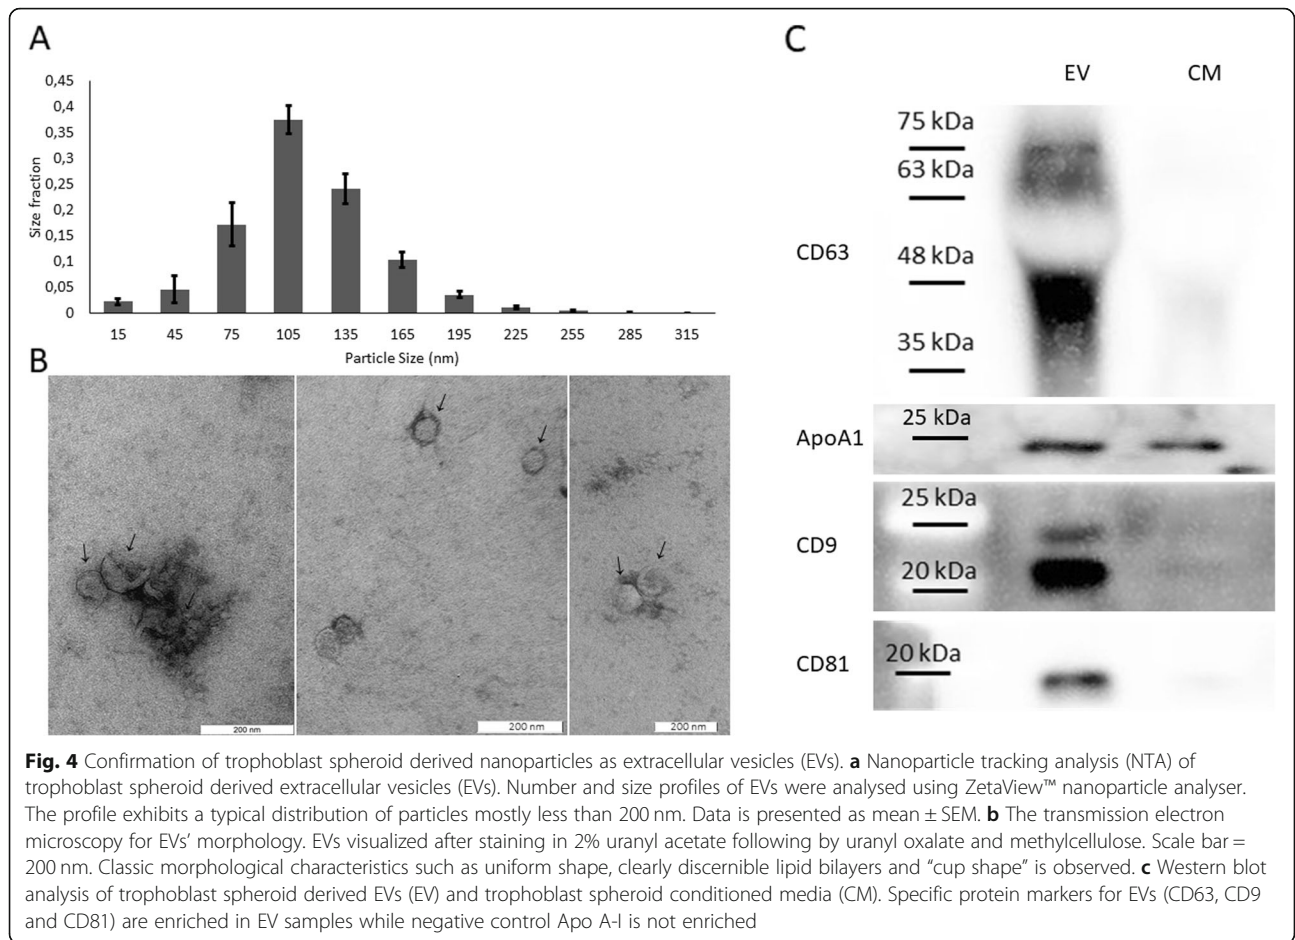 A
0,45
0,4
0,35
0,3
0,25
0,2
0,15
0,1
0,05
0
Size fraction
15 45 75 105 135 165 195 225 255 285 315
Particle Size (nm)
B
200 nm
200 nm
200 nm
C
EV CM
75 kDa
63 kDa
CD63
48 kDa
35 kDa
25 kDa
ApoA1
25 kDa
CD9
20 kDa
20 kDa
CD81
Fig. 4 Confirmation of trophoblast spheroid derived nanoparticles as extracellular vesicles (EVs). a Nanoparticle tracking analysis (NTA) of
trophoblast spheroid derived extracellular vesicles (EVs). Number and size profiles of EVs were analysed using ZetaView™ nanoparticle analyser.
The profile exhibits a typical distribution of particles mostly less than 200 nm. Data is presented as mean ± SEM. b The transmission electron
microscopy for EVs’ morphology. EVs visualized after staining in 2% uranyl acetate following by uranyl oxalate and methylcellulose. Scale bar =
200 nm. Classic morphological characteristics such as uniform shape, clearly discernible lipid bilayers and “cup shape” is observed. c Western blot
analysis of trophoblast spheroid derived EVs (EV) and trophoblast spheroid conditioned media (CM). Specific protein markers for EVs (CD63, CD9
and CD81) are enriched in EV samples while negative control Apo A-I is not enriched